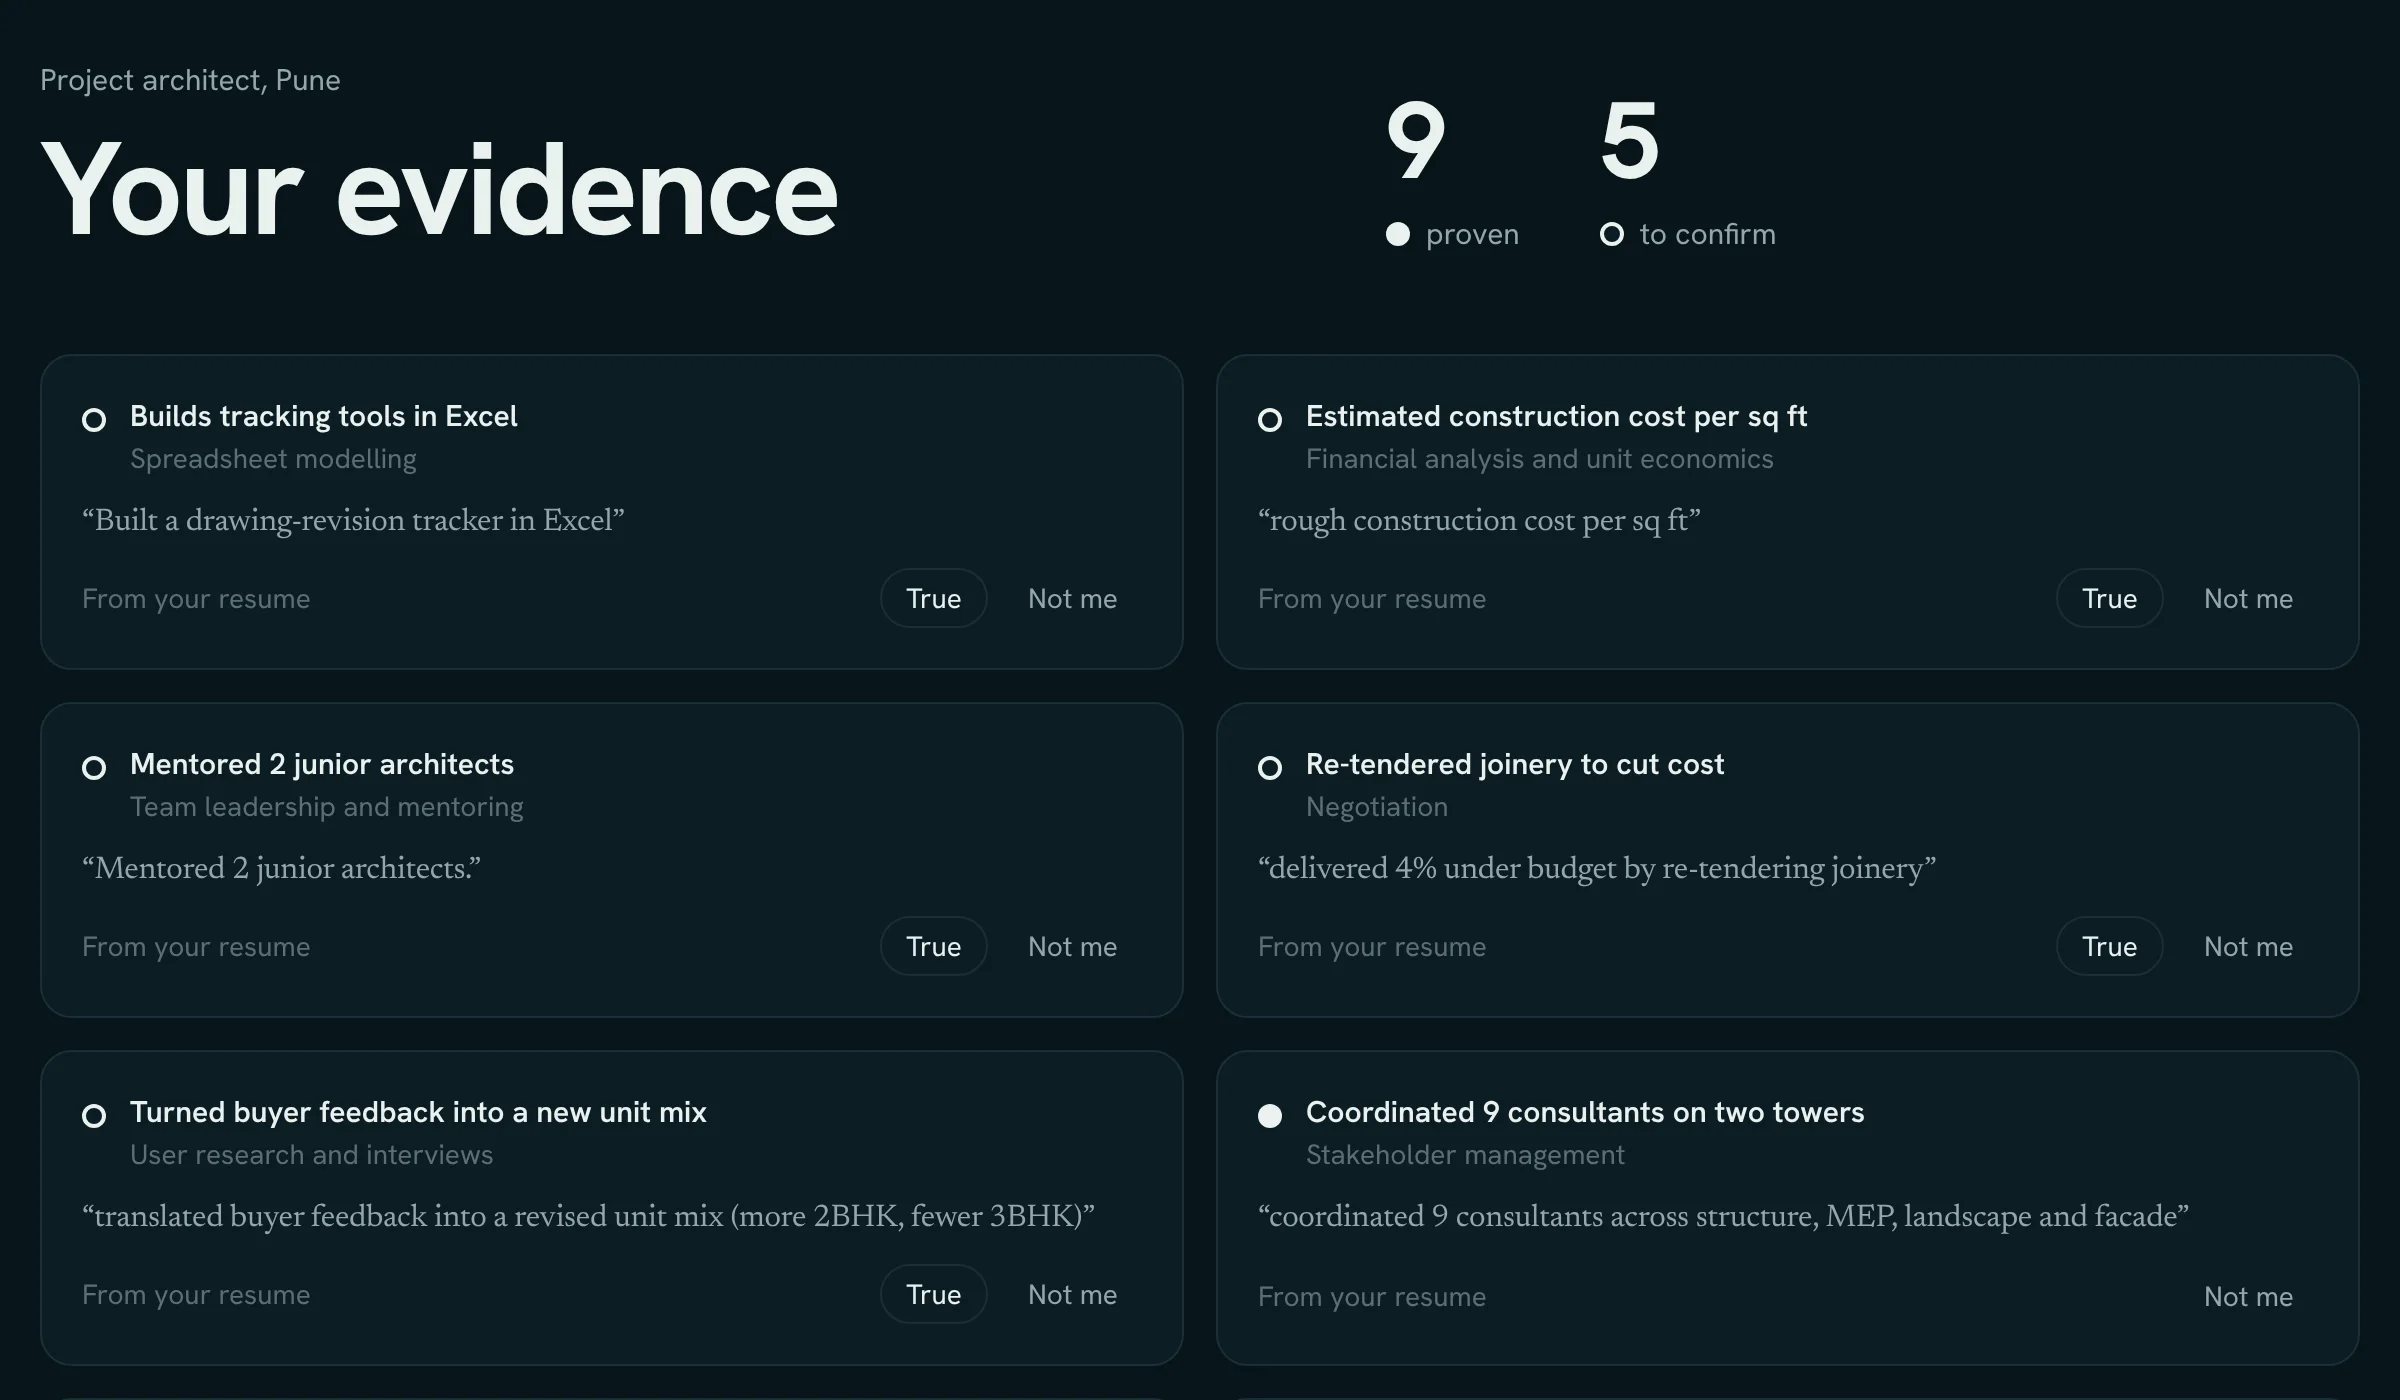 Project architect, Pune
Your evidence
9
5
proven
to confirm
Builds tracking tools in Excel
Spreadsheet modelling
“Built a drawing-revision tracker in Excel”
From your resume
True
Not me
Estimated construction cost per sq ft
Financial analysis and unit economics
“rough construction cost per sq ft”
From your resume
True
Not me
Mentored 2 junior architects
Team leadership and mentoring
“Mentored 2 junior architects.”
From your resume
True
Not me
Re-tendered joinery to cut cost
Negotiation
“delivered 4% under budget by re-tendering joinery”
From your resume
True
Not me
Turned buyer feedback into a new unit mix
User research and interviews
“translated buyer feedback into a revised unit mix (more 2BHK, fewer 3BHK)”
From your resume
True
Not me
Coordinated 9 consultants on two towers
Stakeholder management
“coordinated 9 consultants across structure, MEP, landscape and facade”
From your resume
Not me